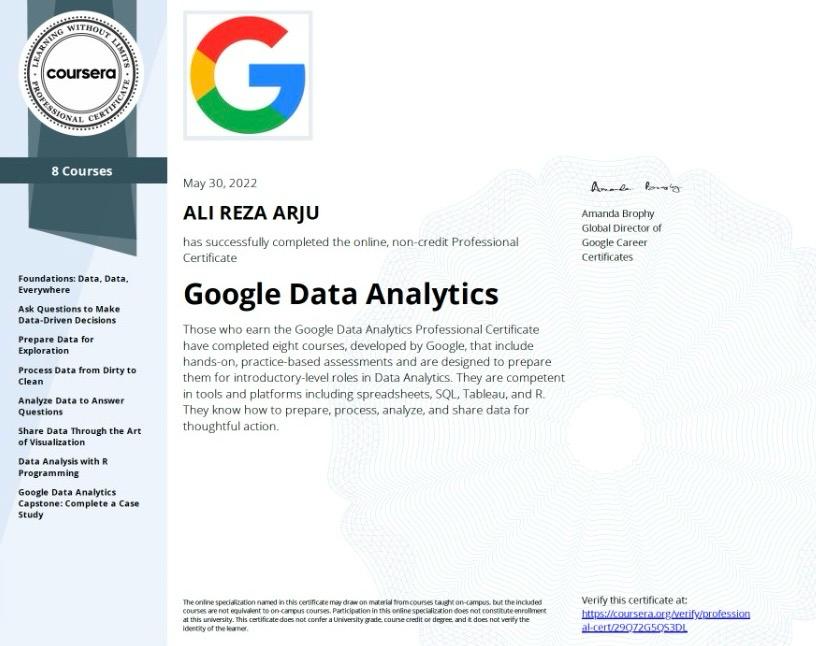 LEARNING WITHOUT LIMITS
coursera
PROFESSIONAL CERTIFICATE
8 Courses
Foundations: Data, Data,
Everywhere
Ask Questions to Make
Data-Driven Decisions
Prepare Data for
Exploration
Process Data from Dirty to
Clean
Analyze Data to Answer
Questions
Share Data Through the Art
of Visualization
Data Analysis with R
Programming
Google Data Analytics
Capstone: Complete a Case
Study
G
May 30, 2022
ALI REZA ARJU
has successfully completed the online, non-credit Professional
Certificate
Google Data Analytics
Those who earn the Google Data Analytics Professional Certificate
have completed eight courses, developed by Google, that include
hands-on, practice-based assessments and are designed to prepare
them for introductory-level roles in Data Analytics. They are competent
in tools and platforms including spreadsheets, SQL, Tableau, and R.
They know how to prepare, process, analyze, and share data for
thoughtful action.
Amanda Brophy
Amanda Brophy
Global Director of
Google Career
Certificates
The online specialization named in this certificate may draw on material from courses taught on-campus, but the included
courses are not equivalent to on-campus courses. Participation in this online specialization does not constitute enrollment
at this university. This certificate does not confer a University grade, course credit or degree, and it does not verify the
identity of the learner.
Verify this certificate at:
https://coursera.org/verify/profession
al-cert/29Q72G5QS3DL